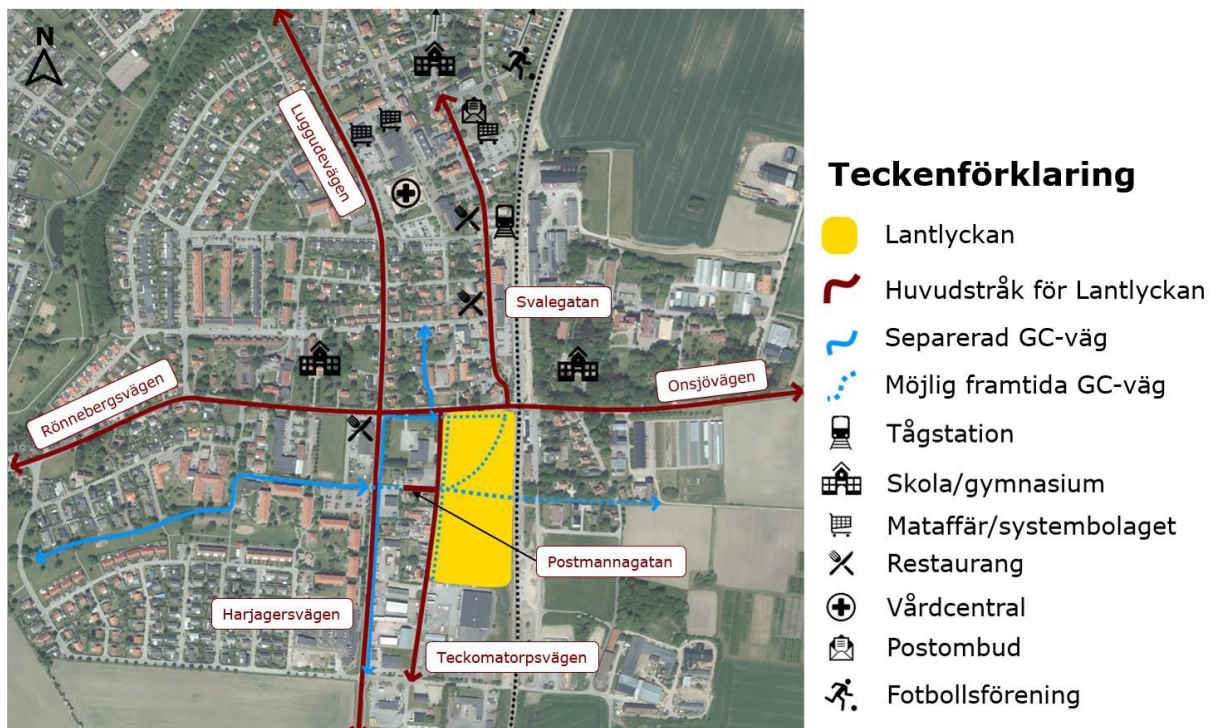 N
Luggudevägen
Svalegatan
Onsjövägen
Rönnebergsvägen
Postmannagatan
Harjagersvägen
Teckomatorpsvägen
Teckenförklaring
Lantlyckan
Huvudstråk för Lantlyckan
Separerad GC-väg
Möjlig framtida GC-väg
Tågstation
Skola/gymnasium
Mataffär/systembolaget
Restaurang
Vårdcentral
Postombud
Fotbollsförening